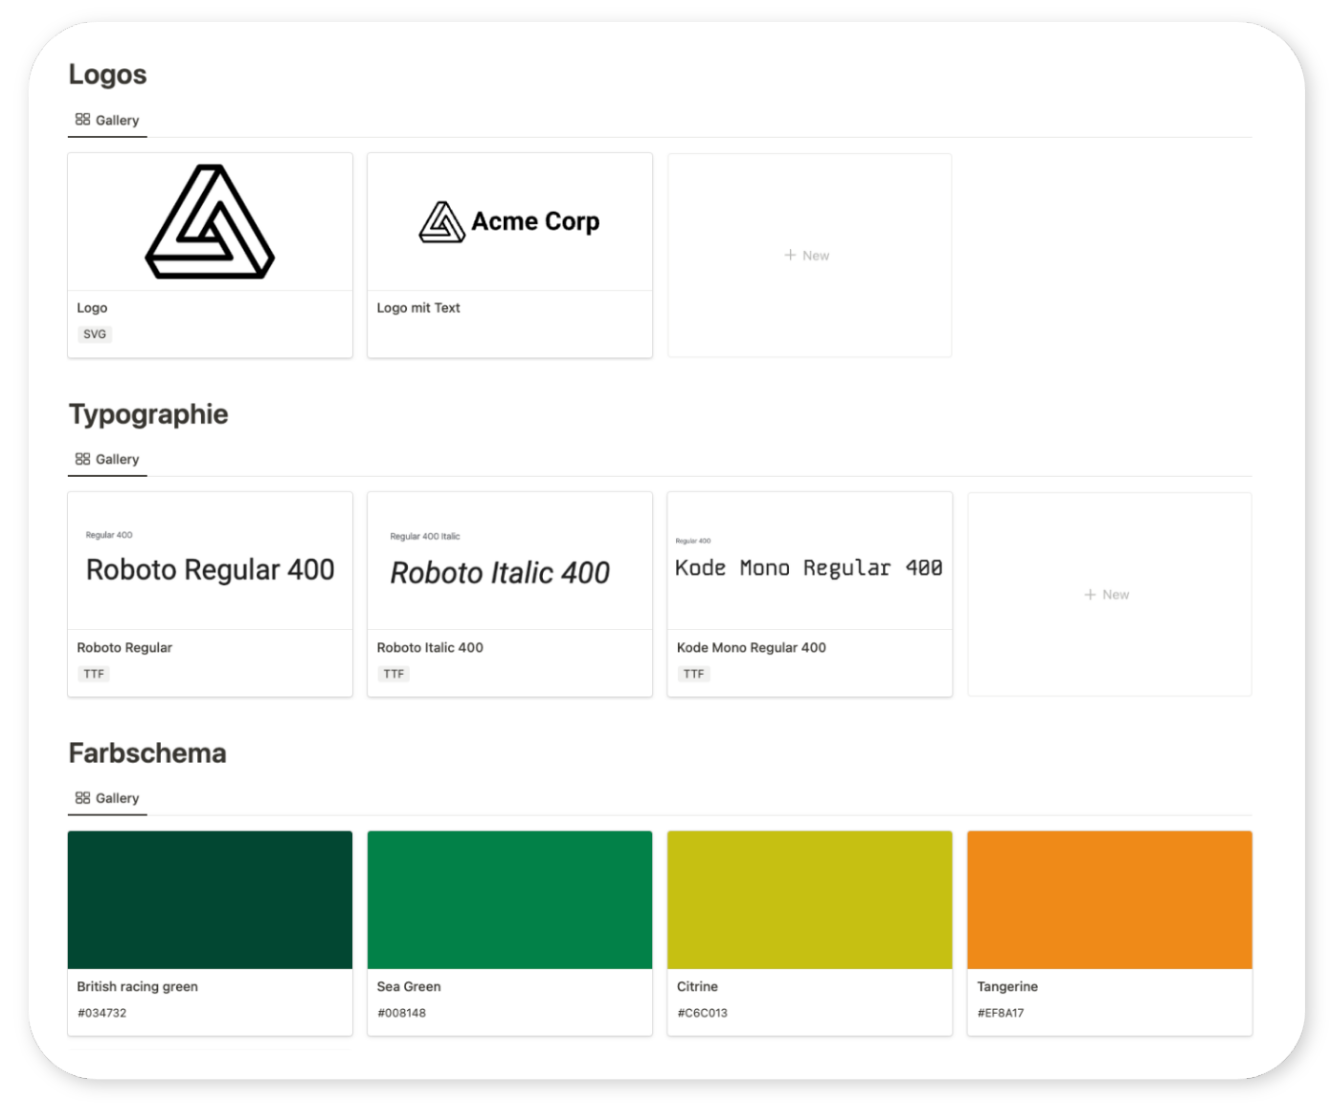 Logos
Gallery
Acme Corp
+ New
Logo
Logo mit Text
SVG
Typographie
Gallery
Regular 400
Roboto Regular 400
Regular 400 Italic
Roboto Italic 400
Regular 400
Kode Mono Regular 400
+ New
Roboto Regular
TTF
Roboto Italic 400
TTF
Kode Mono Regular 400
TTF
Farbschema
Gallery
British racing green
#034732
Sea Green
#008148
Citrine
#C6C013
Tangerine
#EF8A17